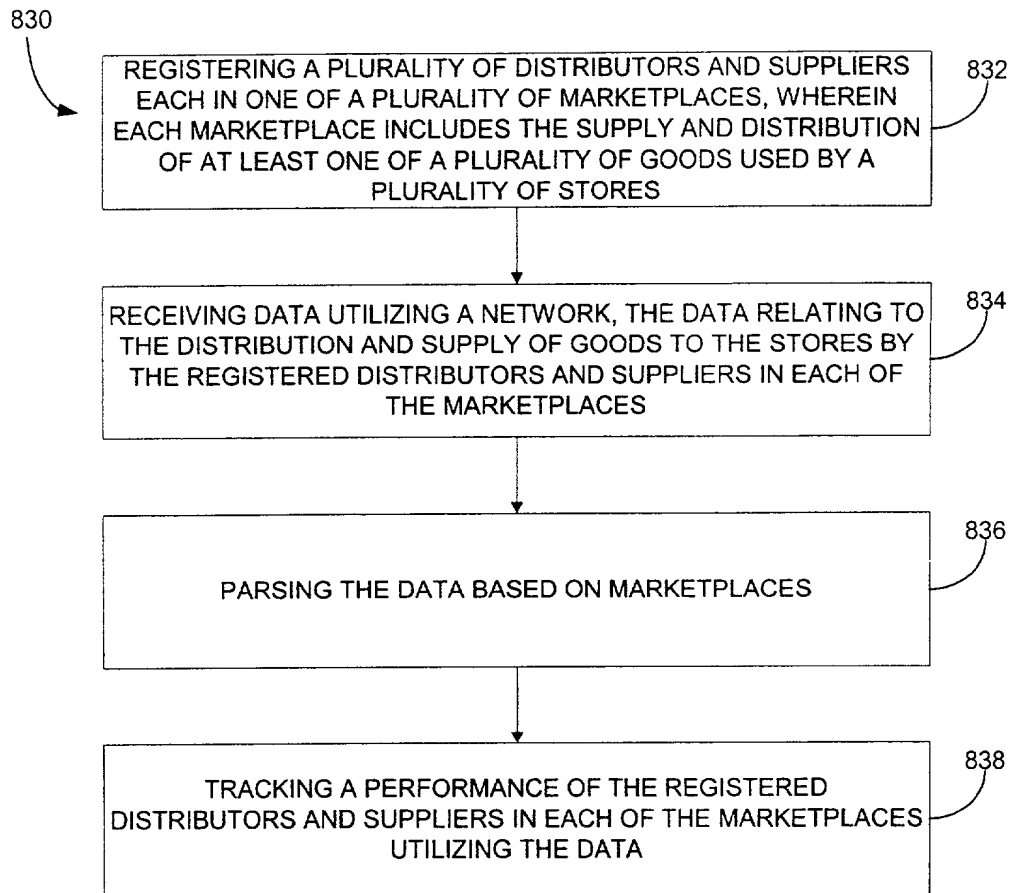 830
REGISTERING A PLURALITY OF DISTRIBUTORS AND SUPPLIERS
EACH IN ONE OF A PLURALITY OF MARKETPLACES, WHEREIN
EACH MARKETPLACE INCLUDES THE SUPPLY AND DISTRIBUTION
OF AT LEAST ONE OF A PLURALITY OF GOODS USED BY A
PLURALITY OF STORES
832
RECEIVING DATA UTILIZING A NETWORK, THE DATA RELATING TO
THE DISTRIBUTION AND SUPPLY OF GOODS TO THE STORES BY
THE REGISTERED DISTRIBUTORS AND SUPPLIERS IN EACH OF
THE MARKETPLACES
834
PARSING THE DATA BASED ON MARKETPLACES
836
TRACKING A PERFORMANCE OF THE REGISTERED
DISTRIBUTORS AND SUPPLIERS IN EACH OF THE MARKETPLACES
UTILIZING THE DATA
838